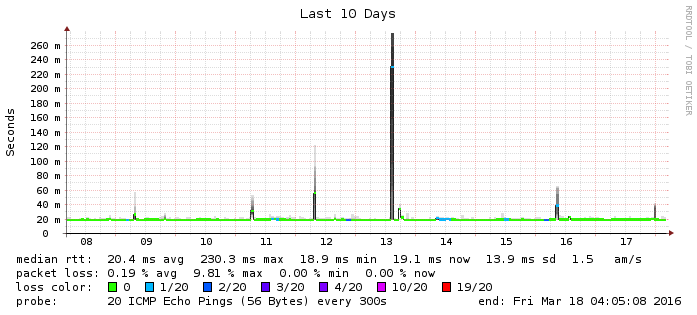 Last 10 Days
RRDTOOL / TOBI OETIKER
Seconds
260 m
240 m
220 m
200 m
180 m
160 m
140 m
120 m
100 m
80 m
60 m
40 m
20 m
0
08 09 10 11 12 13 14 15 16 17
median rtt: 20.4 ms avg 230.3 ms max 18.9 ms min 19.1 ms now 13.9 ms sd 1.5 am/s
packet loss: 0.19 % avg 9.81 % max 0.00 % min 0.00 % now
loss color: 0 1/20 2/20 3/20 4/20 10/20 19/20
probe: 20 ICMP Echo Pings (56 Bytes) every 300s end: Fri Mar 18 04:05:08 2016